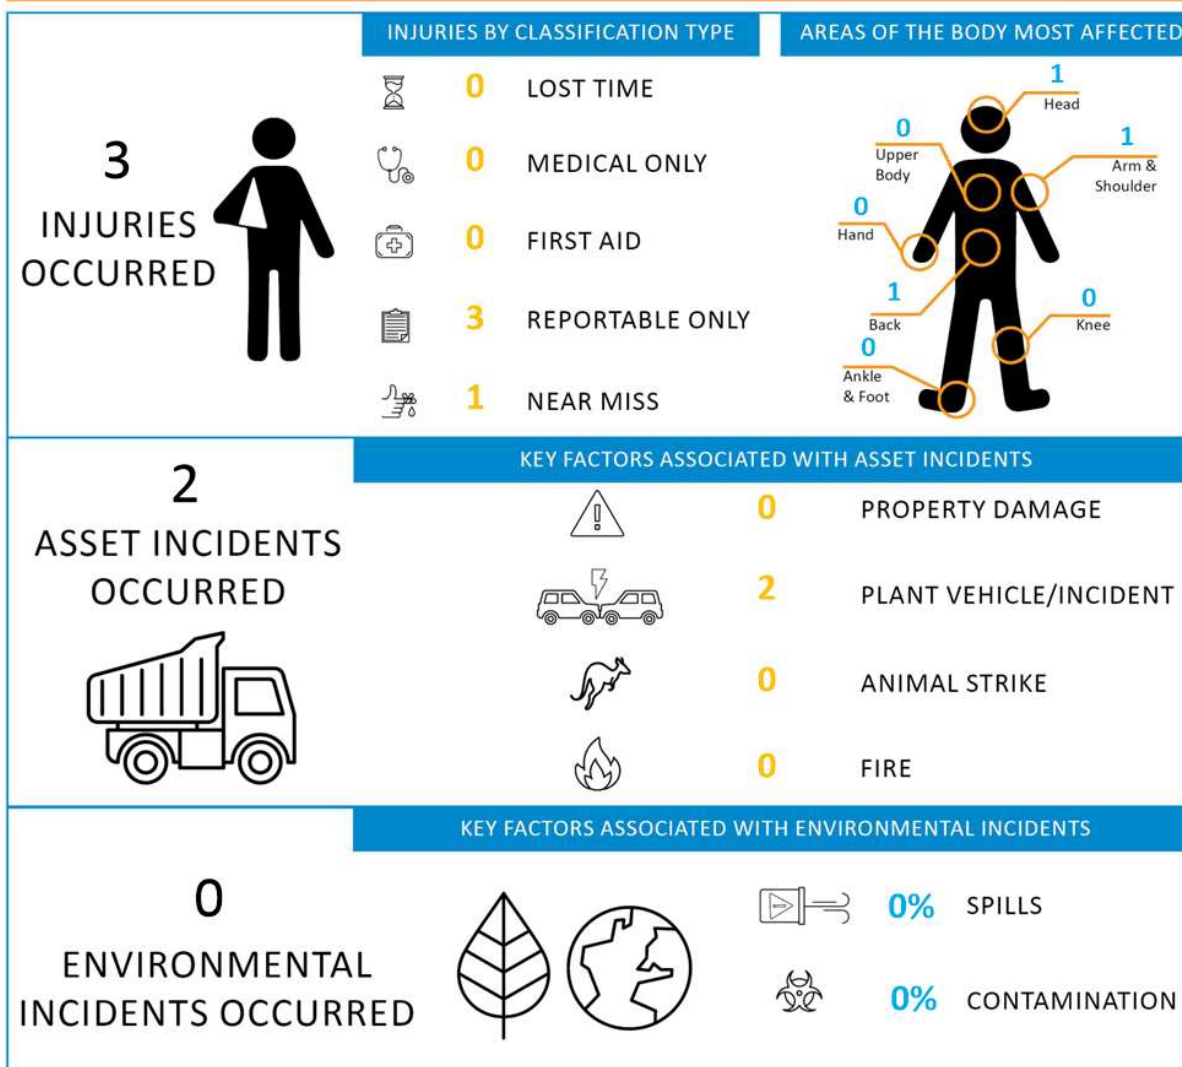 INJURIES BY CLASSIFICATION TYPE
AREAS OF THE BODY MOST AFFECTED
3
INJURIES
OCCURRED
0 LOST TIME
0 MEDICAL ONLY
0 FIRST AID
3 REPORTABLE ONLY
1 NEAR MISS
1
Head
0
Upper
Body
1
Arm &
Shoulder
0
Hand
1
Back
0
Knee
0
Ankle
& Foot
2
ASSET INCIDENTS
OCCURRED
KEY FACTORS ASSOCIATED WITH ASSET INCIDENTS
0 PROPERTY DAMAGE
2 PLANT VEHICLE/INCIDENT
0 ANIMAL STRIKE
0 FIRE
0
ENVIRONMENTAL
INCIDENTS OCCURRED
KEY FACTORS ASSOCIATED WITH ENVIRONMENTAL INCIDENTS
0% SPILLS
0% CONTAMINATION